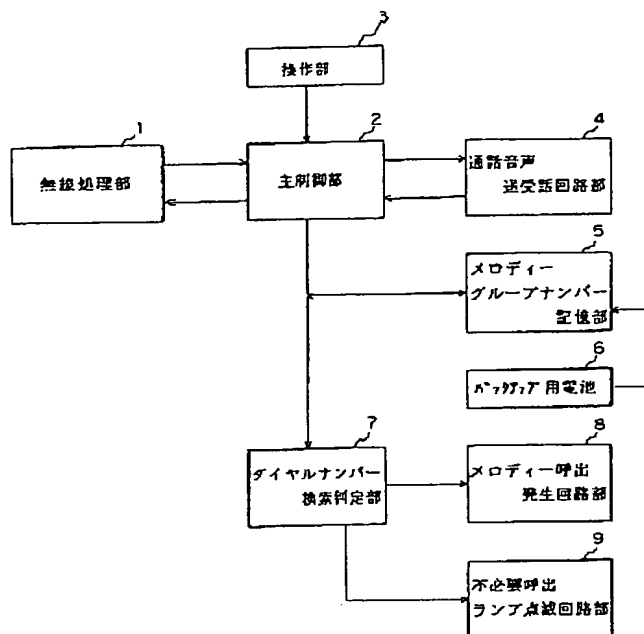 3
操作部
1
無線処理部
2
主制御部
4
通話音声
送受話回路部
5
メロディー
グループナンバー
記憶部
6
バックアップ用電池
7
ダイヤルナンバー
検索判定部
8
メロディー呼出
発生回路部
9
不必要呼出
ランプ点線回路部